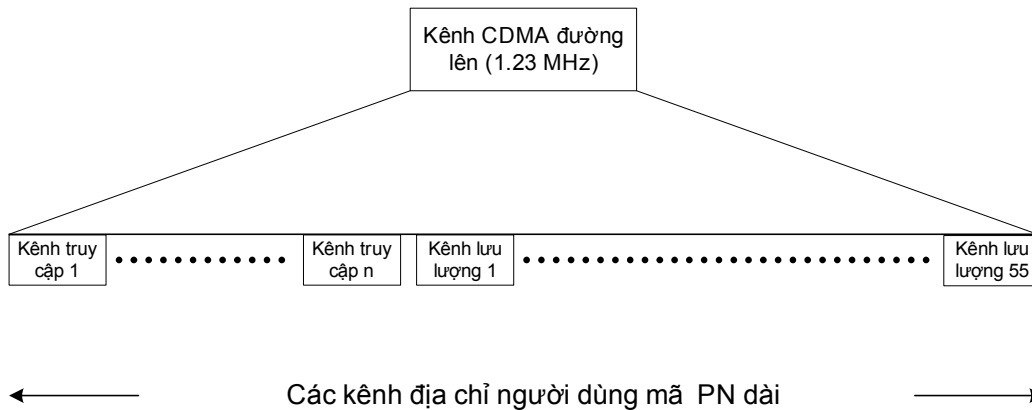 Kênh CDMA đường
lên (1.23 MHz)
Kênh truy
cập 1
Kênh truy
cập n
Kênh lưu
lượng 1
Kênh lưu
lượng 55
Các kênh địa chỉ người dùng mã PN dài